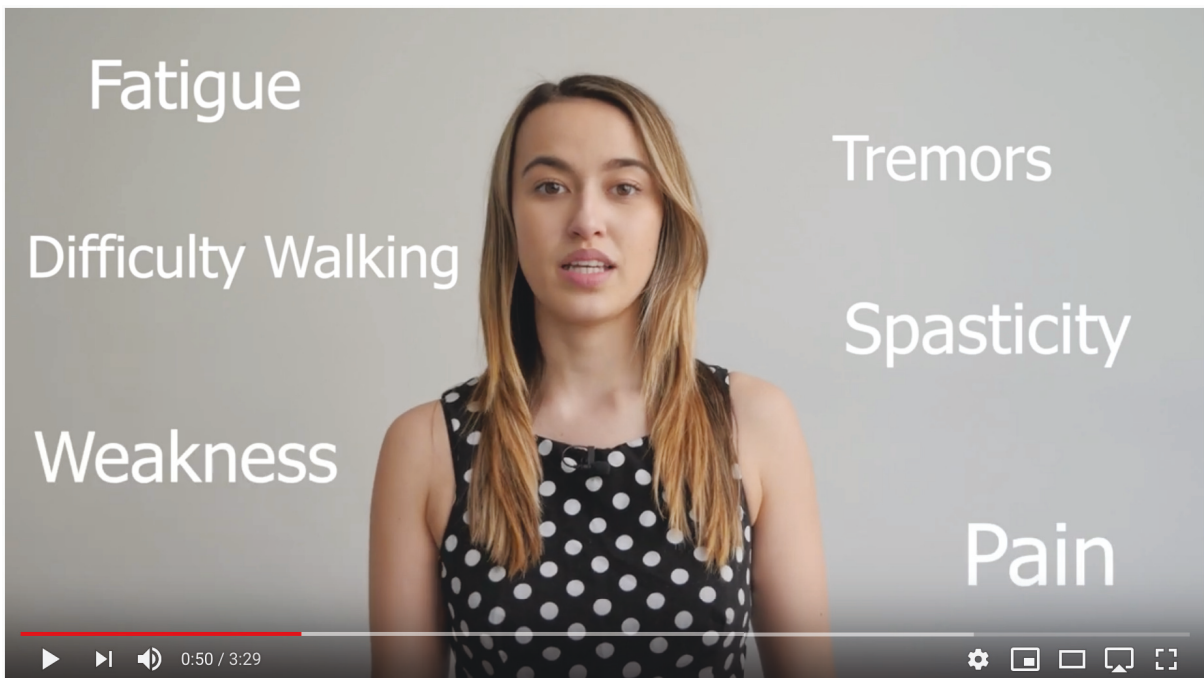 Fatigue
Tremors
Difficulty Walking
Spasticity
Weakness
Pain
0:50 / 3:29